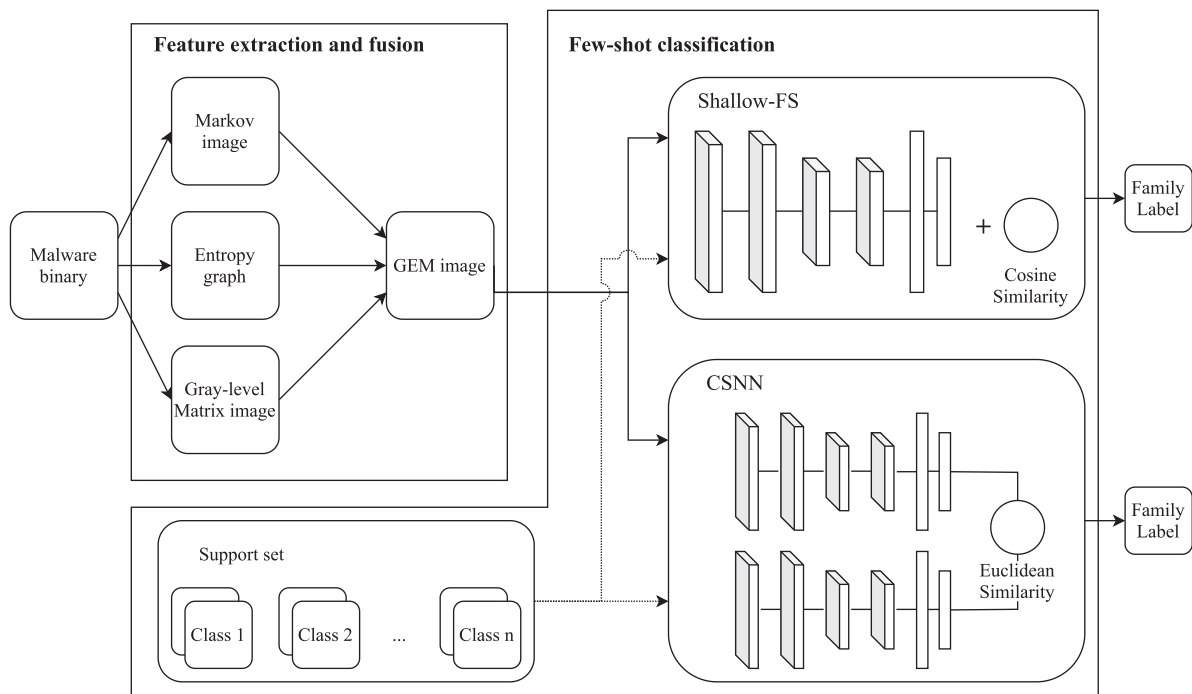 Feature extraction and fusion
Few-shot classification
Markov
image
Malware
binary
Entropy
graph
Gray-level
Matrix image
GEM image
Shallow-FS
+
Cosine
Similarity
Family
Label
CSNN
Euclidean
Similarity
Family
Label
Support set
Class 1
Class 2
...
Class n